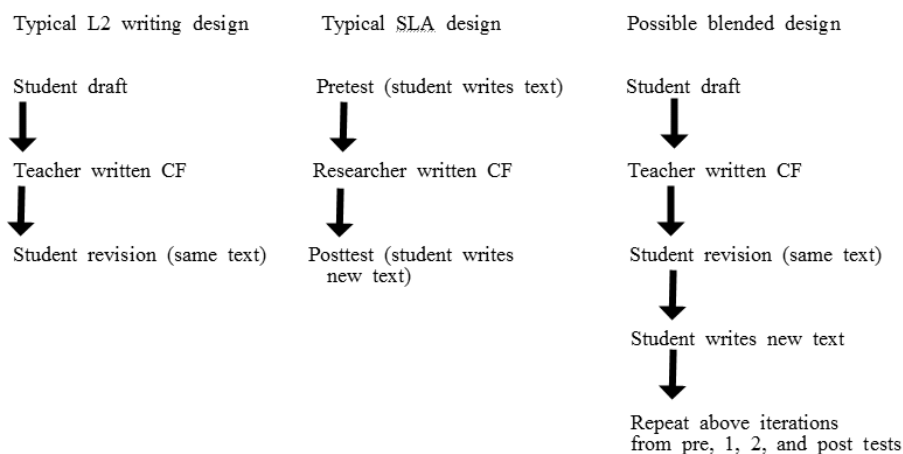 Typical L2 writing design
Student draft
Teacher written CF
Student revision (same text)
Typical SLA design
Pretest (student writes text)
Researcher written CF
Posttest (student writes
new text)
Possible blended design
Student draft
Teacher written CF
Student revision (same text)
Student writes new text
Repeat above iterations
from pre, 1, 2, and post tests